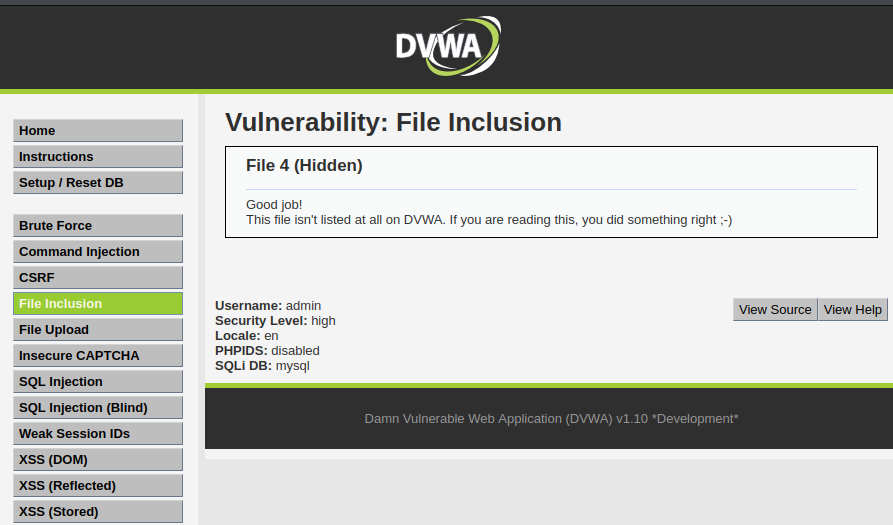 DVWA
Home
Instructions
Setup / Reset DB
Brute Force
Command Injection
CSRF
File Inclusion
File Upload
Insecure CAPTCHA
SQL Injection
SQL Injection (Blind)
Weak Session IDs
XSS (DOM)
XSS (Reflected)
XSS (Stored)
Vulnerability: File Inclusion
File 4 (Hidden)
Good job!
This file isn't listed at all on DVWA. If you are reading this, you did something right ;-)
Username: admin
Security Level: high
Locale: en
PHPIDS: disabled
SQLi DB: mysql
View Source View Help
Damn Vulnerable Web Application (DVWA) v1.10 *Development*